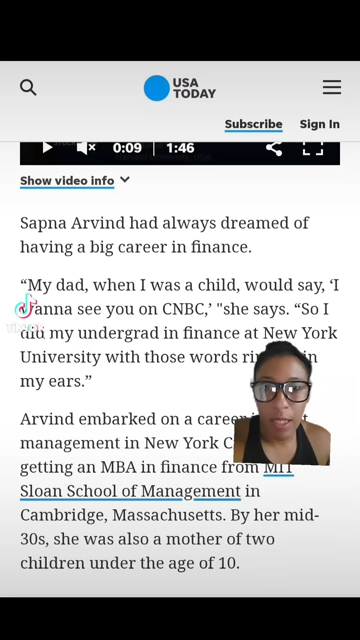 USA
TODAY
Subscribe Sign In
0:09 1:46
Show video info
Sapna Arvind had always dreamed of
having a big career in finance.
“My dad, when I was a child, would say, ‘I
wanna see you on CNBC,’ "she says. “So I
did my undergrad in finance at New York
University with those words in
my ears.”
Arvind embarked on a career
management in New York
getting an MBA in finance from MIT
Sloan School of Management in
Cambridge, Massachusetts. By her mid-
30s, she was also a mother of two
children under the age of 10.